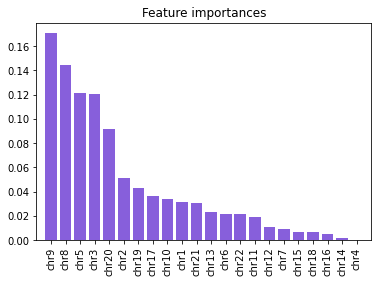 Feature importances
0.16
0.14
0.12
0.10
0.08
0.06
0.04
0.02
0.00
chr9
chr8
chr5
chr3
chr20
chr2
chr19
chr17
chr10
chr1
chr21
chr13
chr6
chr22
chr11
chr12
chr7
chr15
chr18
chr16
chr14
chr4